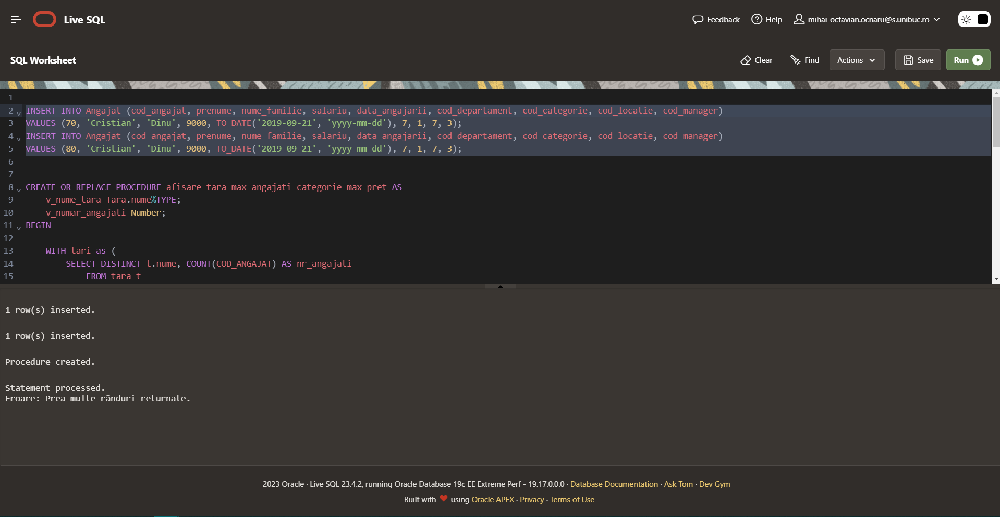 Live SQL
Feedback
Help
mihai-octavian.ocnaru@s.unibuc.ro
SQL Worksheet
Clear
Find
Actions
Save
Run
1
2 INSERT INTO Angajat (cod_angajat, prenume, nume_familie, salariu, data_angajarii, cod_departament, cod_categorie, cod_locatie, cod_manager)
3 VALUES (70, 'Cristian', 'Dinu', 9000, TO_DATE('2019-09-21', 'yyyy-mm-dd'), 7, 1, 7, 3);
4 INSERT INTO Angajat (cod_angajat, prenume, nume_familie, salariu, data_angajarii, cod_departament, cod_categorie, cod_locatie, cod_manager)
5 VALUES (80, 'Cristian', 'Dinu', 9000, TO_DATE('2019-09-21', 'yyyy-mm-dd'), 7, 1, 7, 3);
6
7
8 CREATE OR REPLACE PROCEDURE afisare_tara_max_angajati_categorie_max_pret AS
9 v_nume_tara Tara.nume%TYPE;
10 v_numar_angajati Number;
11 BEGIN
12
13 WITH tari as (
14 SELECT DISTINCT t.nume, COUNT(COD_ANGAJAT) AS nr_angajati
15 FROM tara t
1 row(s) inserted.
1 row(s) inserted.
Procedure created.
Statement processed.
Eroare: Prea multe rânduri returnate.
2023 Oracle · Live SQL 23.4.2, running Oracle Database 19c EE Extreme Perf - 19.17.0.0.0 · Database Documentation · Ask Tom · Dev Gym
Built with ❤ using Oracle APEX · Privacy · Terms of Use